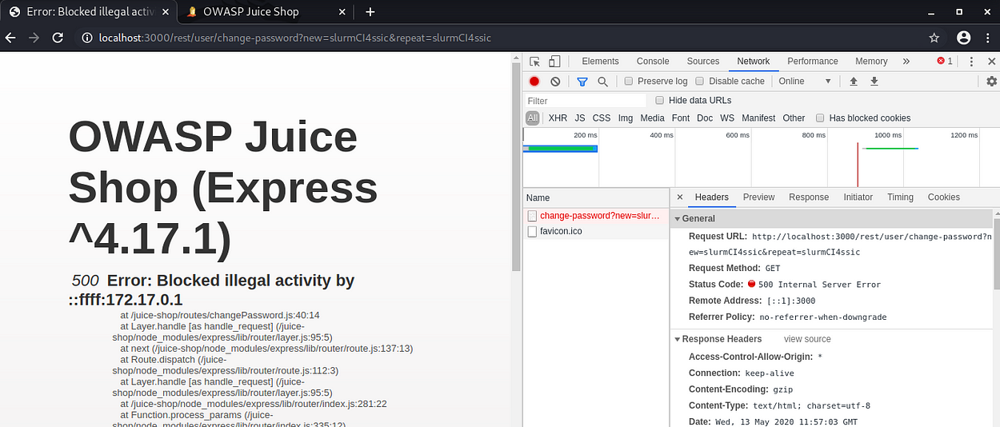 Error: Blocked illegal activ
OWASP Juice Shop
localhost:3000/rest/user/change-password?new=slurmCI4ssic&repeat=slurmCI4ssic
OWASP Juice
Shop (Express
^4.17.1)
500 Error: Blocked illegal activity by
::ffff:172.17.0.1
at /juice-shop/routes/changePassword.js:40:14
at Layer.handle [as handle_request] (/juice-
shop/node_modules/express/lib/router/layer.js:95:5)
at next (/juice-shop/node_modules/express/lib/router/route.js:137:13)
at Route.dispatch (/juice-
shop/node_modules/express/lib/router/route.js:112:3)
at Layer.handle [as handle_request] (/juice-
shop/node_modules/express/lib/router/layer.js:95:5)
at /juice-shop/node_modules/express/lib/router/index.js:281:22
at Function.process_params (/juice-
shop/node_modules/express/lib/router/index.js:335:12)
Elements Console Sources Network Performance Memory 1
Preserve log Disable cache Online
Filter Hide data URLs
All XHR JS CSS Img Media Font Doc WS Manifest Other Has blocked cookies
200 ms 400 ms 600 ms 800 ms 1000 ms 1200 ms
Name
change-password?new=slur…
favicon.ico
Headers Preview Response Initiator Timing Cookies
General
Request URL: http://localhost:3000/rest/user/change-password?n
ew=slurmCI4ssic&repeat=slurmCI4ssic
Request Method: GET
Status Code: 500 Internal Server Error
Remote Address: [::1]:3000
Referrer Policy: no-referrer-when-downgrade
Response Headers view source
Access-Control-Allow-Origin: *
Connection: keep-alive
Content-Encoding: gzip
Content-Type: text/html; charset=utf-8
Date: Wed, 13 May 2020 11:57:03 GMT